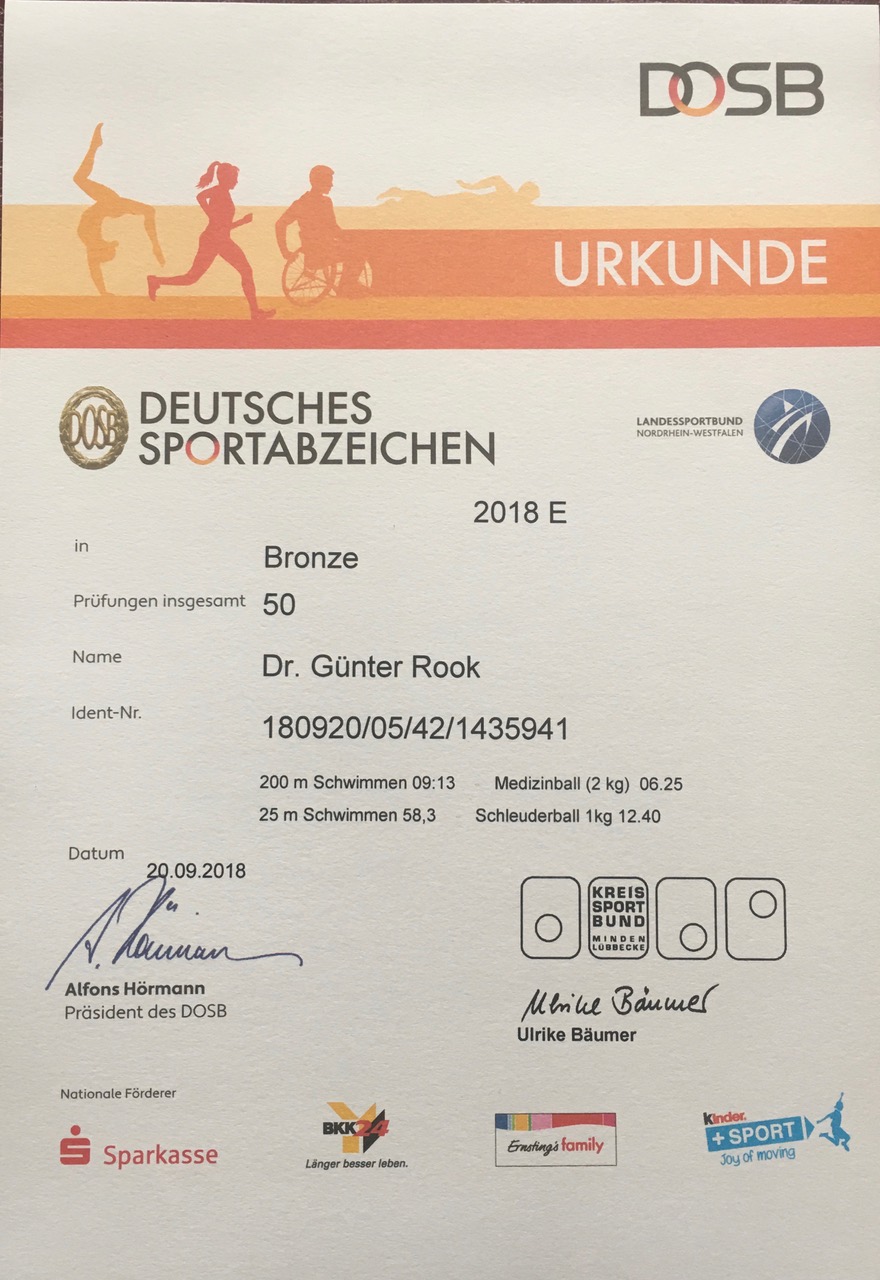 DOSB
URKUNDE
DOSB
DEUTSCHES
SPORTABZEICHEN
LANDESSPORTBUND
NORDRHEIN-WESTFALEN
2018 E
in Bronze
Prüfungen insgesamt 50
Name Dr. Günter Rook
Ident-Nr. 180920/05/42/1435941
200 m Schwimmen 09:13 - Medizinball (2 kg) 06.25
25 m Schwimmen 58,3 - Schleuderball 1kg 12.40
Datum 20.09.2018
KREIS
SPORT
BUND
MINDEN
LÜBBECKE
A. Hörmann
Alfons Hörmann
Präsident des DOSB
Ulrike Bäumer
Ulrike Bäumer
Nationale Förderer
Sparkasse
BKK24
Länger besser leben.
Ernsting's family
kinder.
+SPORT
Joy of moving